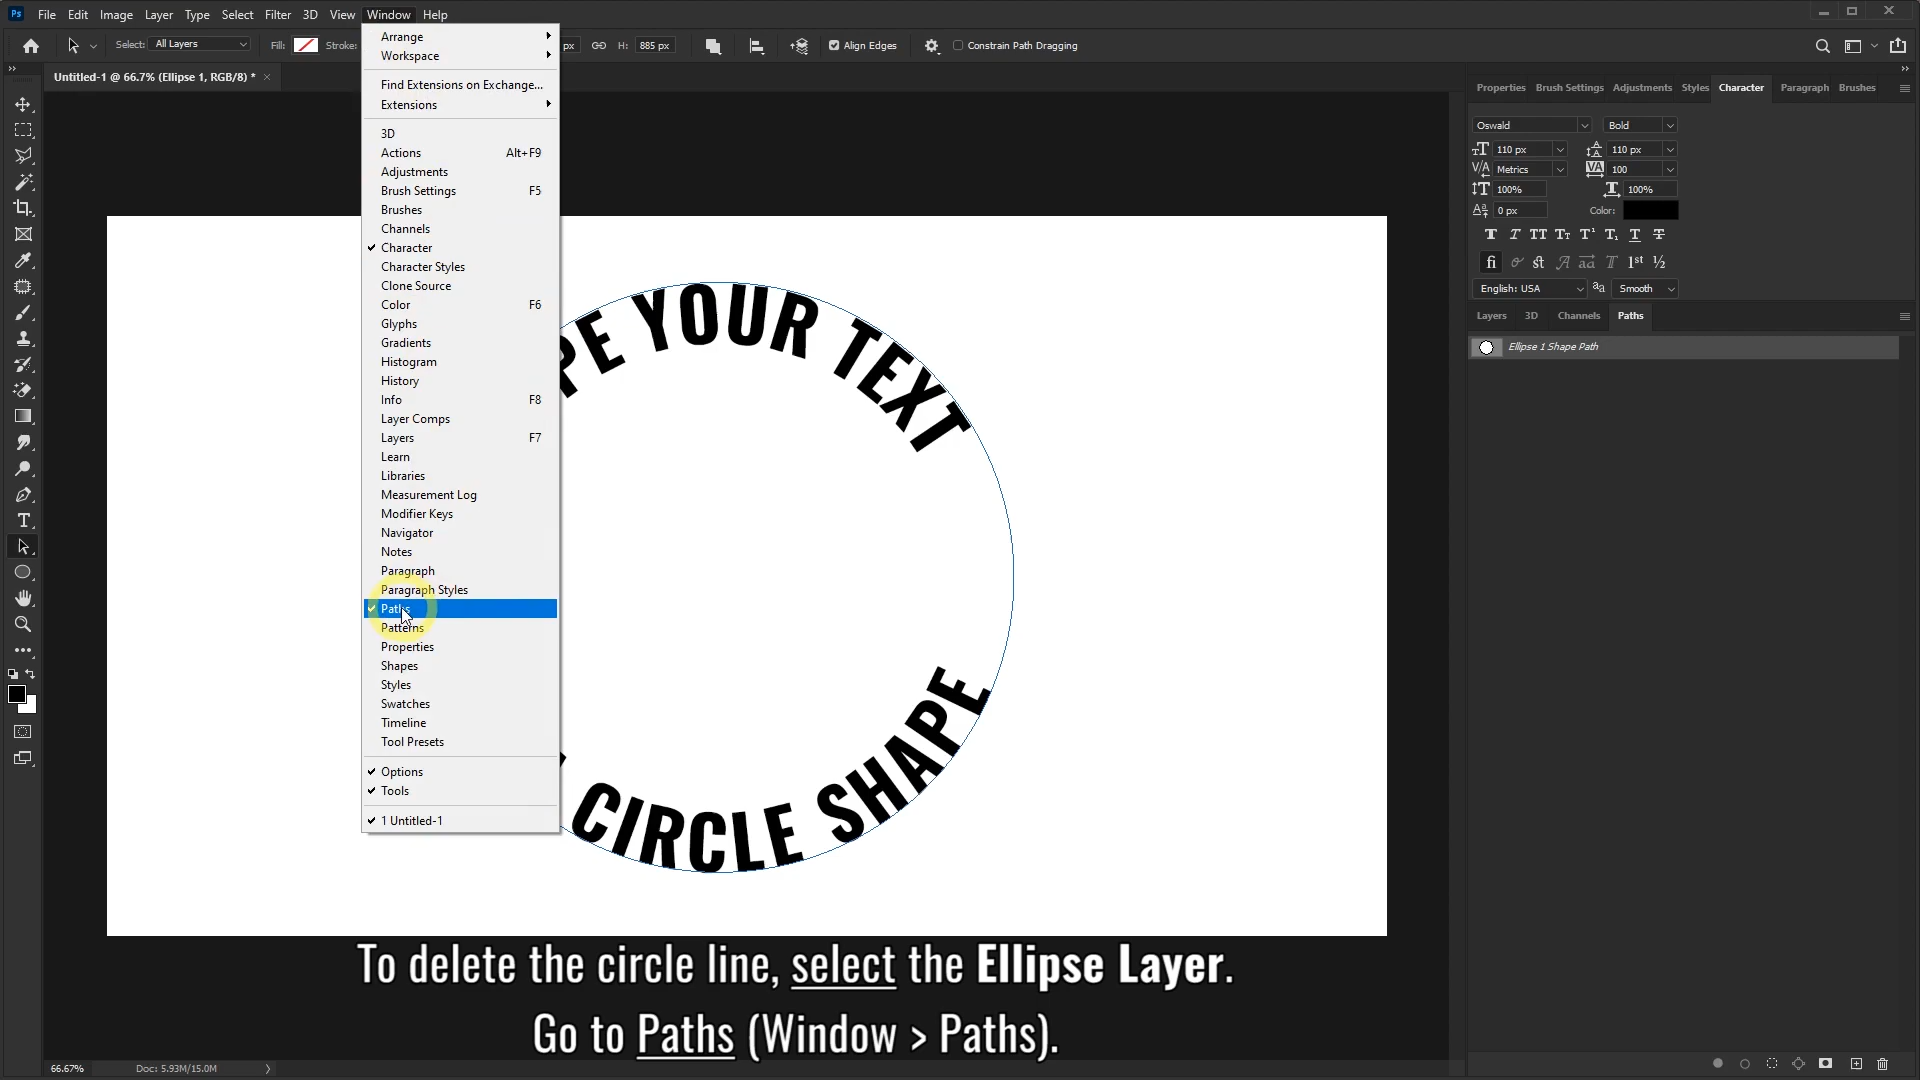 Ps File Edit Image Layer Type Select Filter 3D View Window Help
Select: All Layers Fill: Stroke: px H: 885 px Align Edges Constrain Path Dragging
Untitled-1 @ 66.7% (Ellipse 1, RGB/8) *
Arrange
Workspace
Find Extensions on Exchange...
Extensions
3D
Actions Alt+F9
Adjustments
Brush Settings F5
Brushes
Channels
Character
Character Styles
Clone Source
Color F6
Glyphs
Gradients
Histogram
History
Info F8
Layer Comps
Layers F7
Learn
Libraries
Measurement Log
Modifier Keys
Navigator
Notes
Paragraph
Paragraph Styles
Paths
Patterns
Properties
Shapes
Styles
Swatches
Timeline
Tool Presets
Options
Tools
1 Untitled-1
PE YOUR TEXT
CIRCLE SHAPE
Properties Brush Settings Adjustments Styles Character Paragraph Brushes
Oswald Bold
110 px 110 px
Metrics 100
100% 100%
0 px Color:
English: USA Smooth
Layers 3D Channels Paths
Ellipse 1 Shape Path
To delete the circle line, select the Ellipse Layer.
Go to Paths (Window > Paths).
66.67% Doc: 5.93M/15.0M